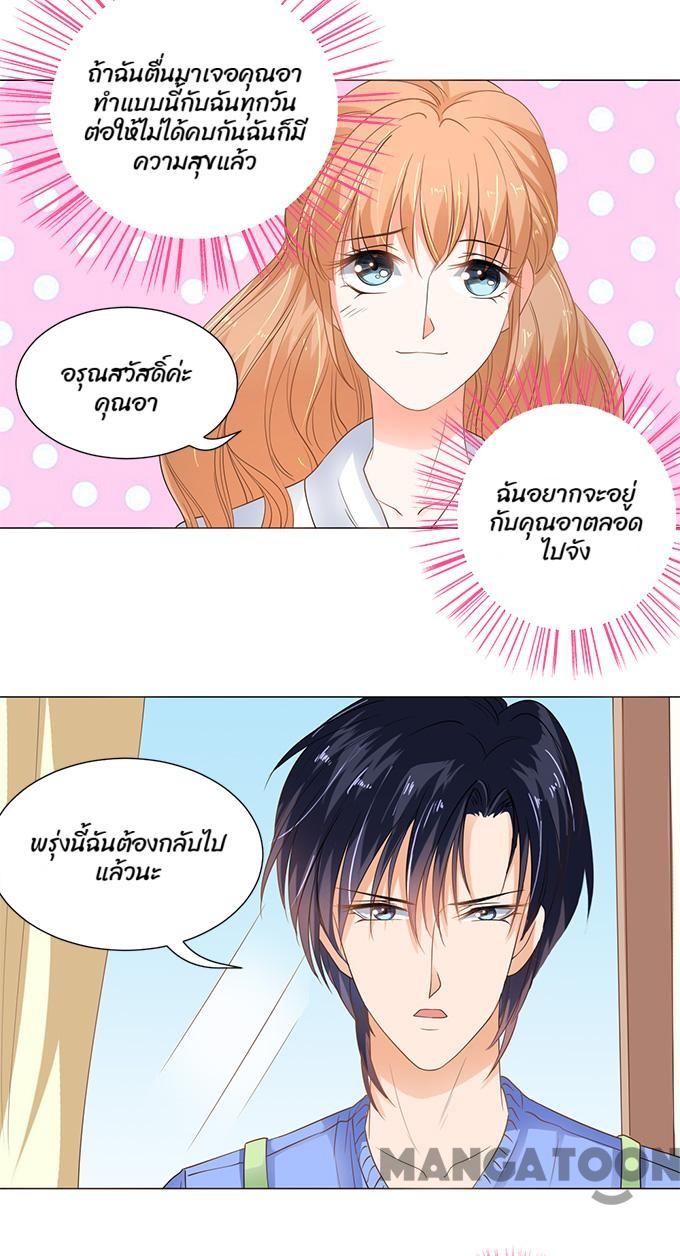 ถ้าฉันตื่นมาเจอคุณอา
ทำแบบนี้กับฉันทุกวัน
ต่อให้ไม่ได้คบกันฉันก็มี
ความสุขแล้ว
อรุณสวัสดิ์ค่ะ
คุณอา
ฉันอยากจะอยู่
กับคุณอาตลอด
ไปจัง
พรุ่งนี้ฉันต้องกลับไป
แล้วนะ
MANGATOON